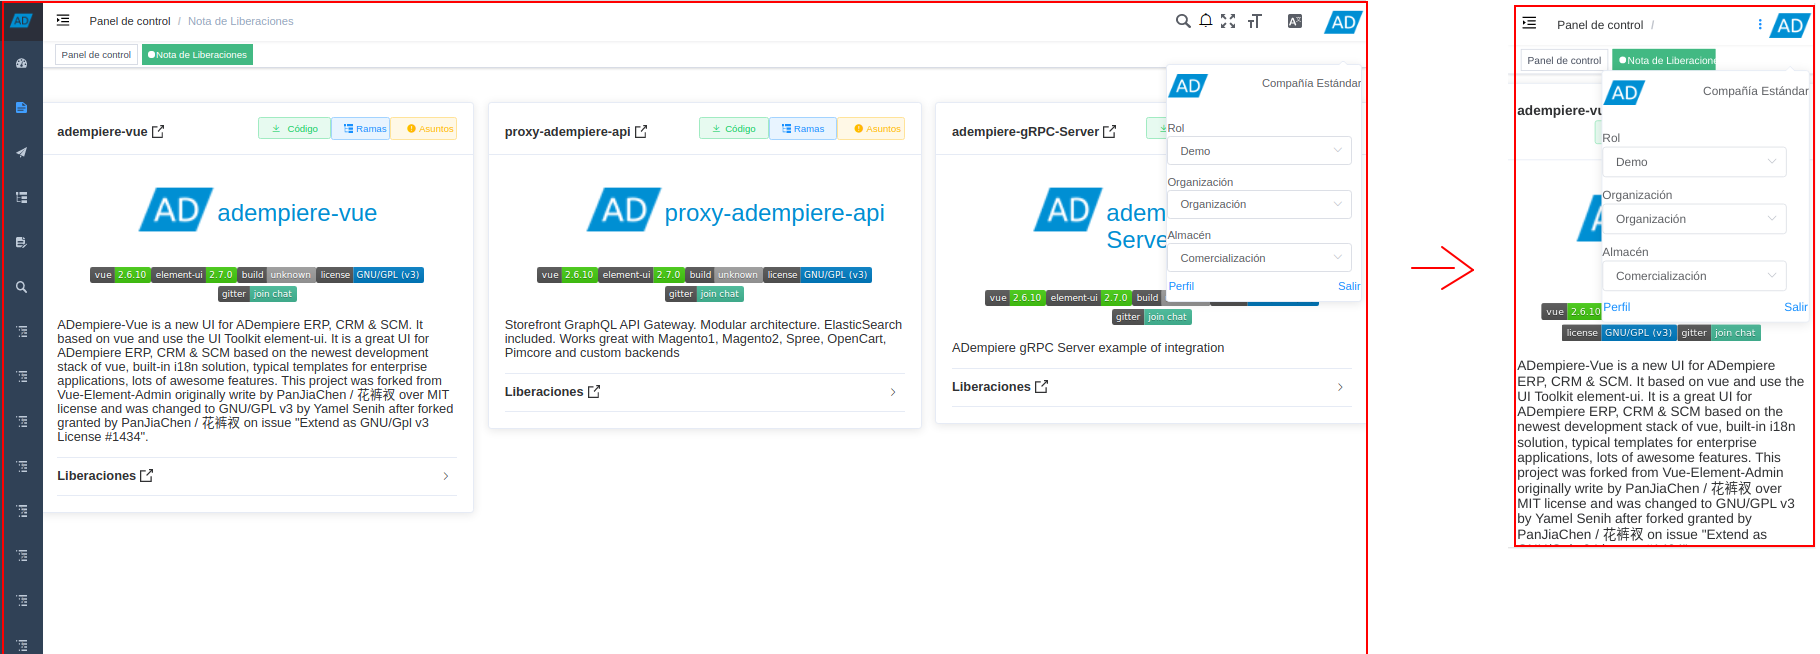 AD
Panel de control / Nota de Liberaciones
AD
Panel de control
Nota de Liberaciones
AD
Compañía Estándar
Rol
Demo
Organización
Organización
Almacén
Comercialización
Perfil
Salir
adempiere-vue
Código
Ramas
Asuntos
AD adempiere-vue
vue 2.6.10 element-ui 2.7.0 build unknown license GNU/GPL (v3)
gitter join chat
ADempiere-Vue is a new UI for ADempiere ERP, CRM & SCM. It
based on vue and use the UI Toolkit element-ui. It is a great UI for
ADempiere ERP, CRM & SCM based on the newest development
stack of vue, built-in i18n solution, typical templates for enterprise
applications, lots of awesome features. This project was forked from
Vue-Element-Admin originally write by PanJiaChen / 花裤衩 over MIT
license and was changed to GNU/GPL v3 by Yamel Senih after forked
granted by PanJiaChen / 花裤衩 on issue "Extend as GNU/Gpl v3
License #1434".
Liberaciones
proxy-adempiere-api
Código
Ramas
Asuntos
AD proxy-adempiere-api
vue 2.6.10 element-ui 2.7.0 build unknown license GNU/GPL (v3)
gitter join chat
Storefront GraphQL API Gateway. Modular architecture. ElasticSearch
included. Works great with Magento1, Magento2, Spree, OpenCart,
Pimcore and custom backends
Liberaciones
adempiere-gRPC-Server
AD adem
Serve
vue 2.6.10 element-ui 2.7.0 build
gitter join chat
ADempiere gRPC Server example of integration
Liberaciones
Panel de control /
AD
Panel de control
Nota de Liberacione
AD
Compañía Estándar
adempiere-vu
Rol
Demo
Organización
Organización
Almacén
Comercialización
Perfil
Salir
vue 2.6.10
license GNU/GPL (v3) gitter join chat
ADempiere-Vue is a new UI for ADempiere
ERP, CRM & SCM. It based on vue and use the
UI Toolkit element-ui. It is a great UI for
ADempiere ERP, CRM & SCM based on the
newest development stack of vue, built-in i18n
solution, typical templates for enterprise
applications, lots of awesome features. This
project was forked from Vue-Element-Admin
originally write by PanJiaChen / 花裤衩 over
MIT license and was changed to GNU/GPL v3
by Yamel Senih after forked granted by
PanJiaChen / 花裤衩 on issue "Extend as